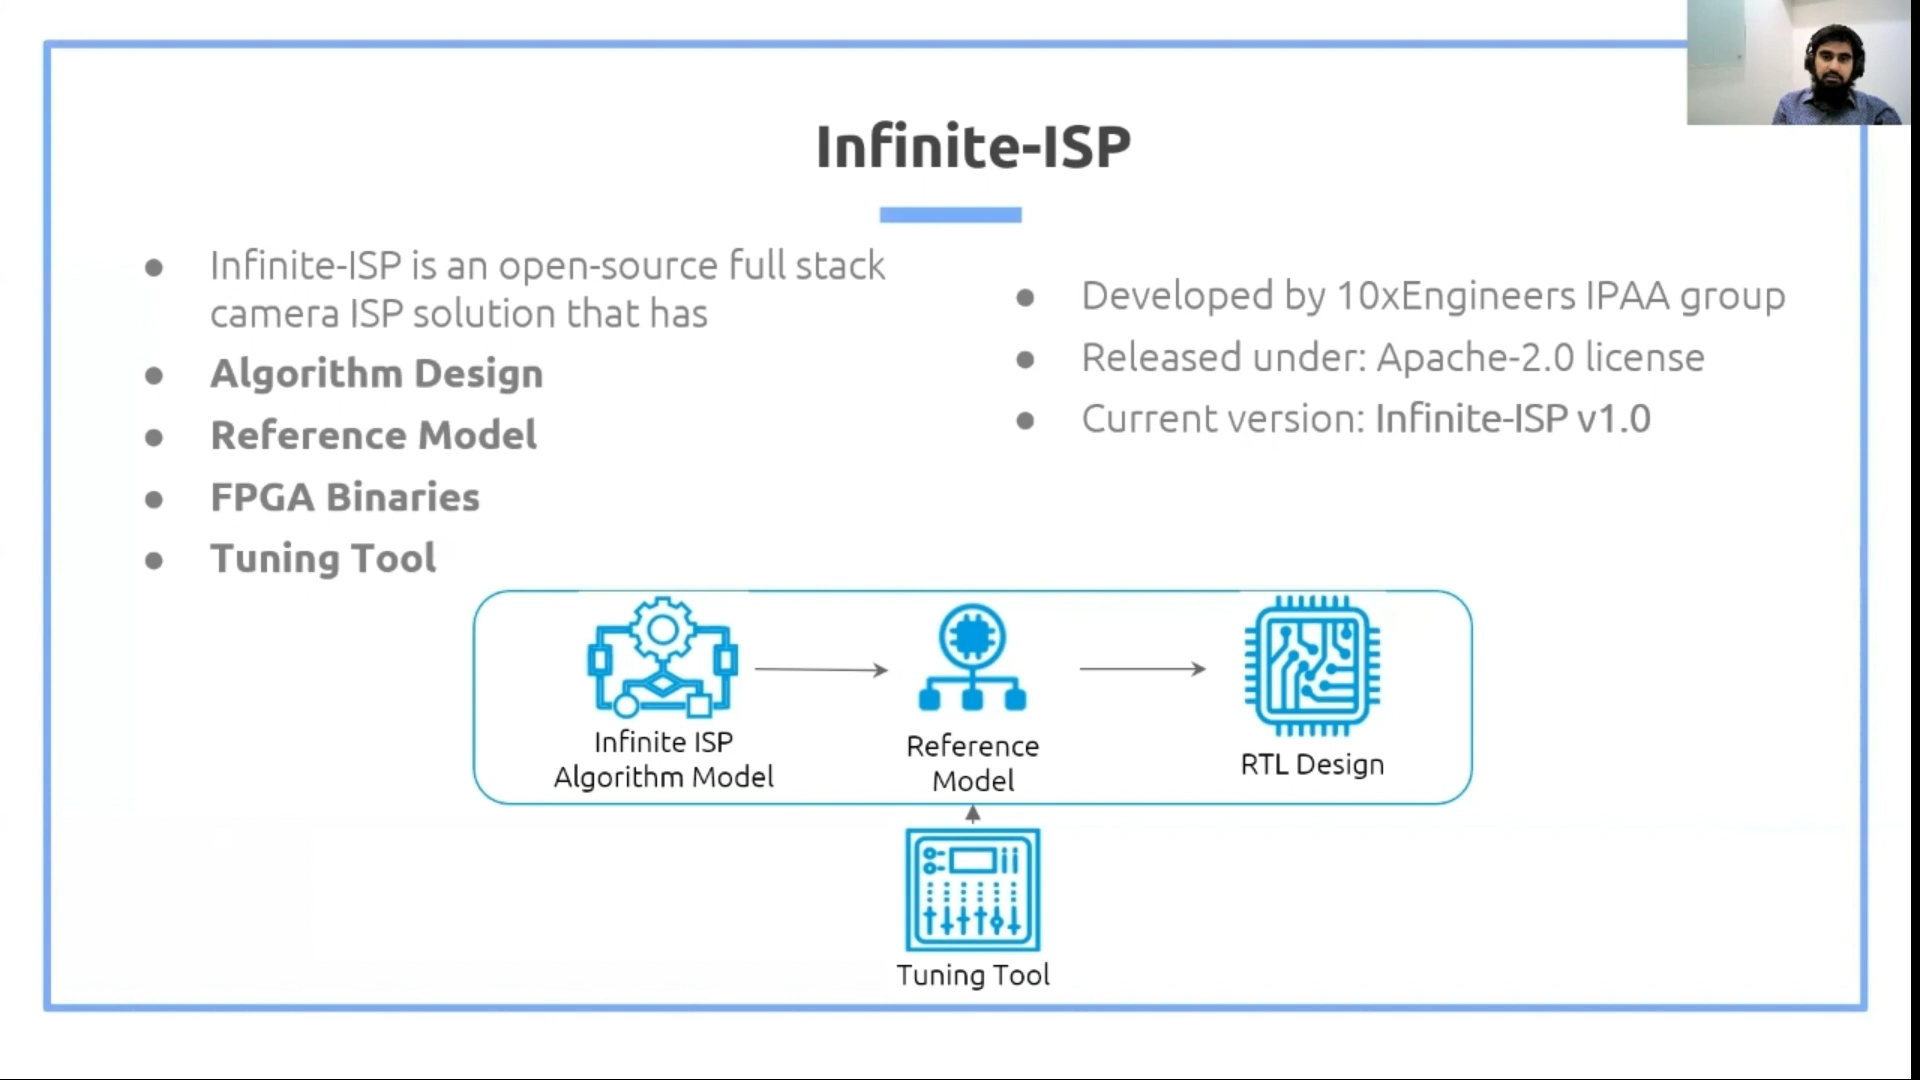 Infinite-ISP
Infinite-ISP is an open-source full stack
camera ISP solution that has
Algorithm Design
Reference Model
FPGA Binaries
Tuning Tool
Developed by 10xEngineers IPAA group
Released under: Apache-2.0 license
Current version: Infinite-ISP v1.0
Infinite ISP
Algorithm Model
Reference
Model
RTL Design
Tuning Tool